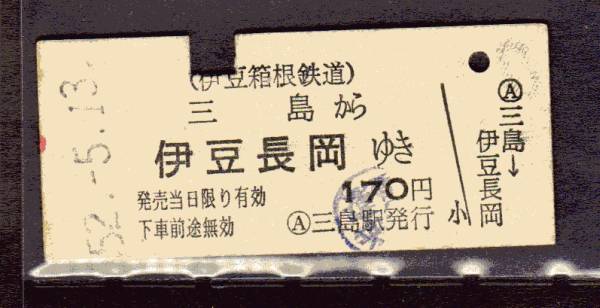 52.-5.13.
(伊豆箱根鉄道)
三島から
伊豆長岡ゆき
発売当日限り有効
170円
下車前途無効
Ⓐ三島駅発行
小
Ⓐ三島→伊豆長岡